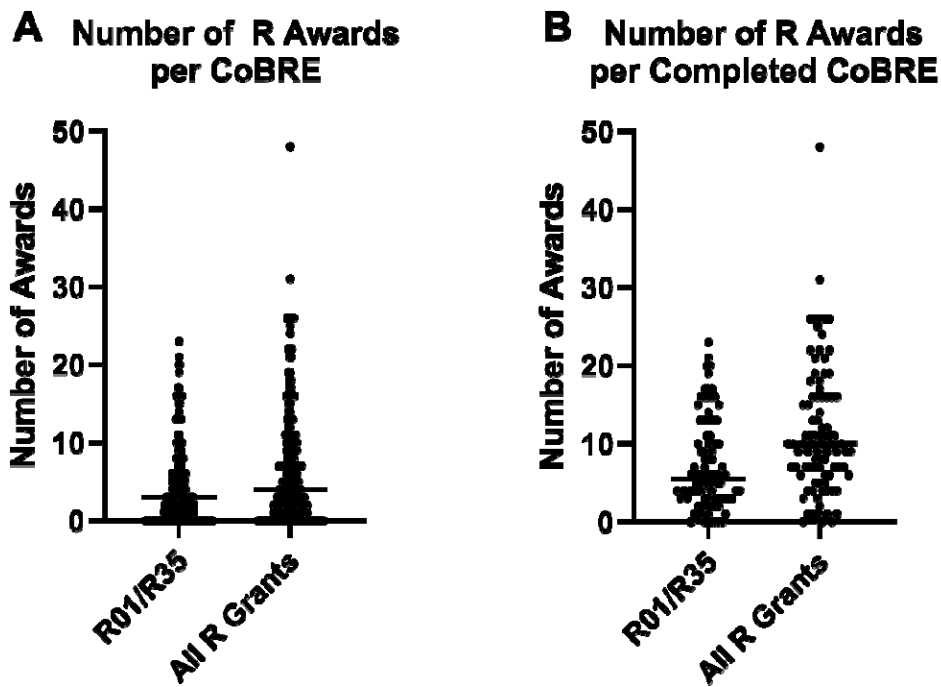 A Number of R Awards
per CoBRE
50
40
30
20
10
0
Number of Awards
R01/R35
All R Grants
B Number of R Awards
per Completed CoBRE
50
40
30
20
10
0
Number of Awards
R01/R35
All R Grants